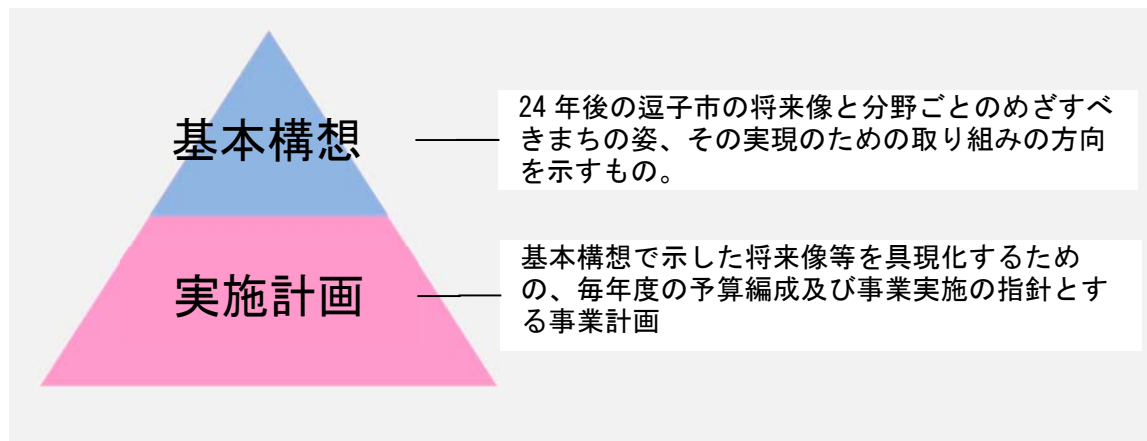 基本構想
24 年後の逗子市の将来像と分野ごとのめざすべ
きまちの姿、その実現のための取り組みの方向
を示すもの。
実施計画
基本構想で示した将来像等を具現化するため
の、毎年度の予算編成及び事業実施の指針とす
る事業計画